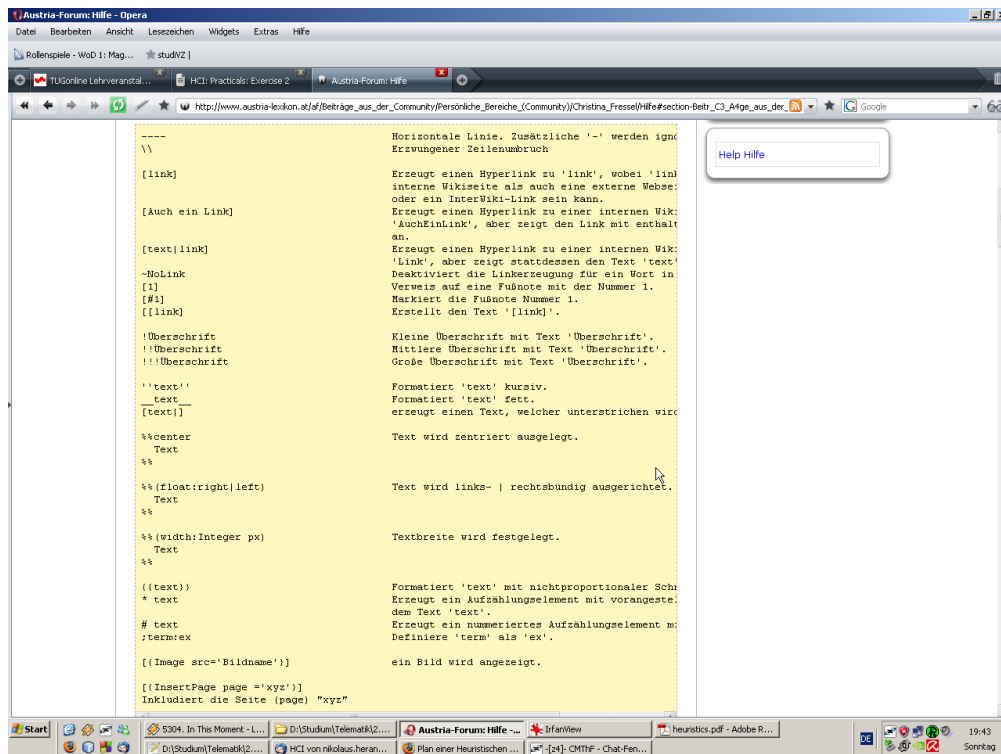 Austria-Forum: Hilfe - Opera
Datei Bearbeiten Ansicht Lesezeichen Widgets Extras Hilfe
Rollenspiele - WoD 1: Mag... studiVZ |
TUGonline Lehrveranstal... HCI: Practicals: Exercise 2 Austria-Forum: Hilfe
http://www.austria-lexikon.at/af/Beiträge_aus_der_Community/Persönliche_Bereiche_(Community)/Christina_Fressel/Hilfe#section-Beitr_C3_A4ge_aus_der_ Google
---- Horizontale Linie. Zusätzliche '-' werden igno
\\ Erzwungener Zeilenumbruch
[link] Erzeugt einen Hyperlink zu 'link', wobei 'link
interne Wikiseite als auch eine externe Websei
oder ein InterWiki-Link sein kann.
[Auch ein Link] Erzeugt einen Hyperlink zu einer internen Wiki
'AuchEinLink', aber zeigt den Link mit enthalt
an.
[text|link] Erzeugt einen Hyperlink zu einer internen Wiki
'Link', aber zeigt stattdessen den Text 'text'
~NoLink Deaktiviert die Linkerzeugung für ein Wort in
[1] Verweis auf eine Fußnote mit der Nummer 1.
[#1] Markiert die Fußnote Nummer 1.
[[link] Erstellt den Text '[link]'.
!Überschrift Kleine Überschrift mit Text 'Überschrift'.
!!Überschrift Mittlere Überschrift mit Text 'Überschrift'.
!!!Überschrift Große Überschrift mit Text 'Überschrift'.
''text'' Formatiert 'text' kursiv.
__text__ Formatiert 'text' fett.
[text|] erzeugt einen Text, welcher unterstrichen wird
%%center Text wird zentriert ausgelegt.
Text
%%
%%(float:right|left) Text wird links- | rechtsbündig ausgerichtet.
Text
%%
%%(width:Integer px) Textbreite wird festgelegt.
Text
%%
{{text}} Formatiert 'text' mit nichtproportionaler Schr
* text Erzeugt ein Aufzählungselement mit vorangestel
dem Text 'text'.
# text Erzeugt ein nummeriertes Aufzählungselement mi
;term:ex Definiere 'term' als 'ex'.
[{Image src='Bildname'}] ein Bild wird angezeigt.
[{InsertPage page ='xyz'}]
Inkludiert die Seite (page) "xyz"
Help Hilfe
Start 5304. In This Moment - L... D:\Studium\Telematik\2.... Austria-Forum: Hilfe -... IrfanView heuristics.pdf - Adobe R... DE 19:43
D:\Studium\Telematik\2.... HCI von nikolaus.heran... Plan einer Heuristischen ... -[z4]- CMThF - Chat-Fen... Sonntag